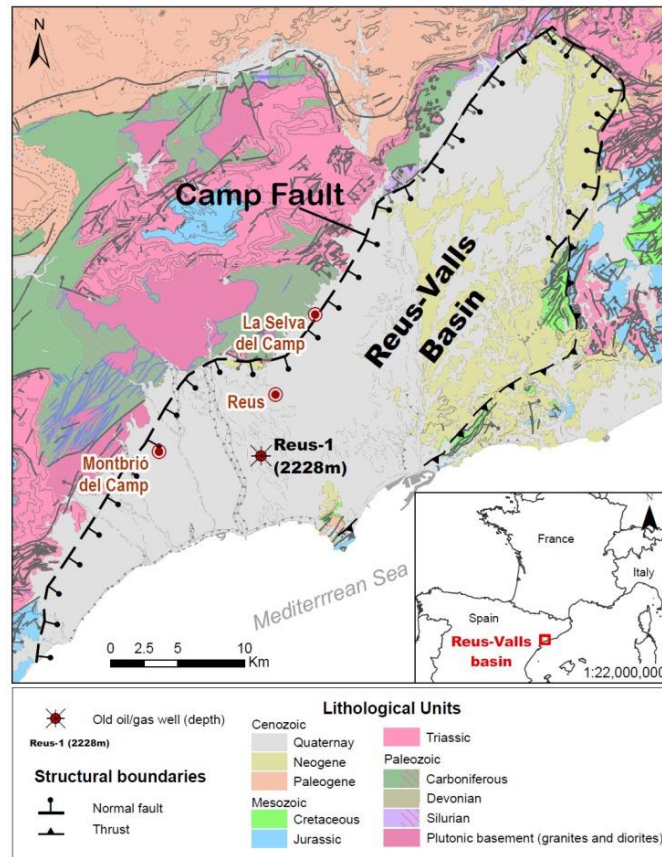 N
Camp Fault
Reus-Valls
Basin
La Selva
del Camp
Reus
Reus-1
(2228m)
Montbrió
del Camp
Mediterrrean Sea
0 2.5 5 10
Km
N
France
Italy
Spain
Reus-Valls
basin
1:22,000,000
Lithological Units
Old oil/gas well (depth)
Reus-1 (2228m)
Structural boundaries
Normal fault
Thrust
Cenozoic
Quaternay
Neogene
Paleogene
Mesozoic
Cretaceous
Jurassic
Triassic
Paleozoic
Carboniferous
Devonian
Silurian
Plutonic basement (granites and diorites)